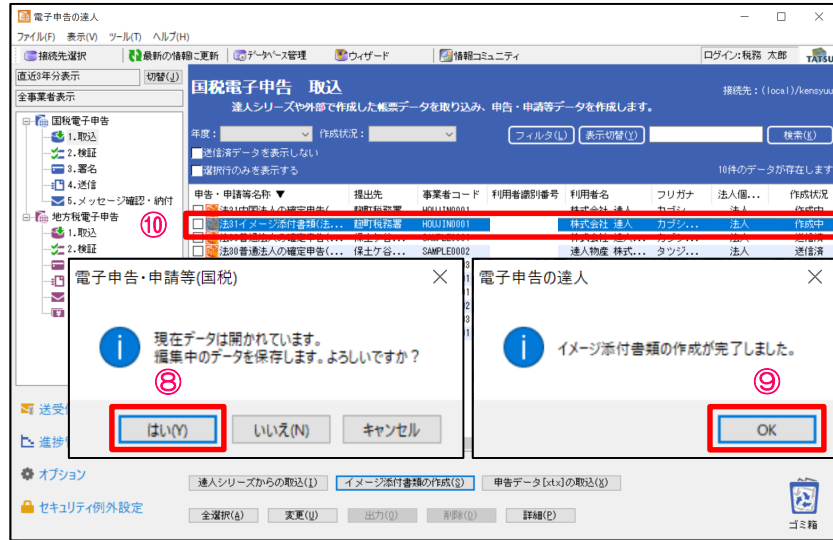 電子申告の達人
ファイル(F) 表示(V) ツール(T) ヘルプ(H)
接続先選択 最新の情報に更新 データベース管理 ウィザード 情報コミュニティ ログイン:税務 太郎 TATSU
直近3年分表示 切替(J)
全事業者表示
国税電子申告
1.取込
2.検証
3.署名
4.送信
5.メッセージ確認・納付
地方税電子申告
1.取込
2.検証
国税電子申告 取込
接続先:(local)/kensyuu
達人シリーズや外部で作成した帳票データを取り込み、申告・申請等データを作成します。
年度: 作成状況: フィルタ(L) 表示切替(Y) 検索(K)
送信済データを表示しない
選択行のみを表示する 10件のデータが存在します
申告・申請等名称 ▼ 提出先 事業者コード 利用者識別番号 利用者名 フリガナ 法人個... 作成状況
⑩
法31イメージ添付書類(法... 麹町税務署 HOUJIN0001 株式会社 達人 カブシ... 法人 作成中
法30普通法人の確定申告(... 保土ケ谷... SAMPLE0002 達人物産 株式... タツジ... 法人 送信済
電子申告・申請等(国税)
現在データは開かれています。
編集中のデータを保存します。よろしいですか？
⑧
はい(Y) いいえ(N) キャンセル
電子申告の達人
イメージ添付書類の作成が完了しました。
⑨
OK
送受
進捗
オプション
セキュリティ例外設定
達人シリーズからの取込(I) イメージ添付書類の作成(S) 申告データ[xtx]の取込(X)
全選択(A) 変更(U) 出力(O) 削除(D) 詳細(P)
ゴミ箱